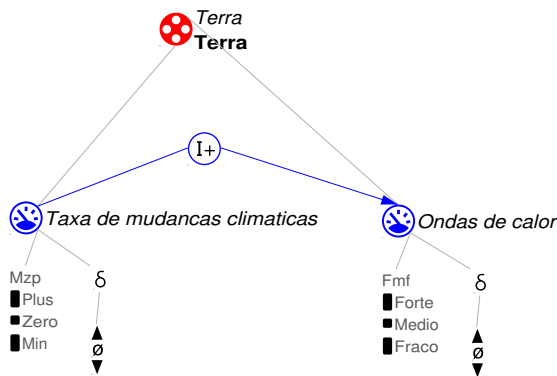 Terra
Terra
I+
Taxa de mudancas climaticas
Ondas de calor
Mzp
δ
Plus
Zero
Min
ø
Fmf
δ
Forte
Medio
Fraco
ø